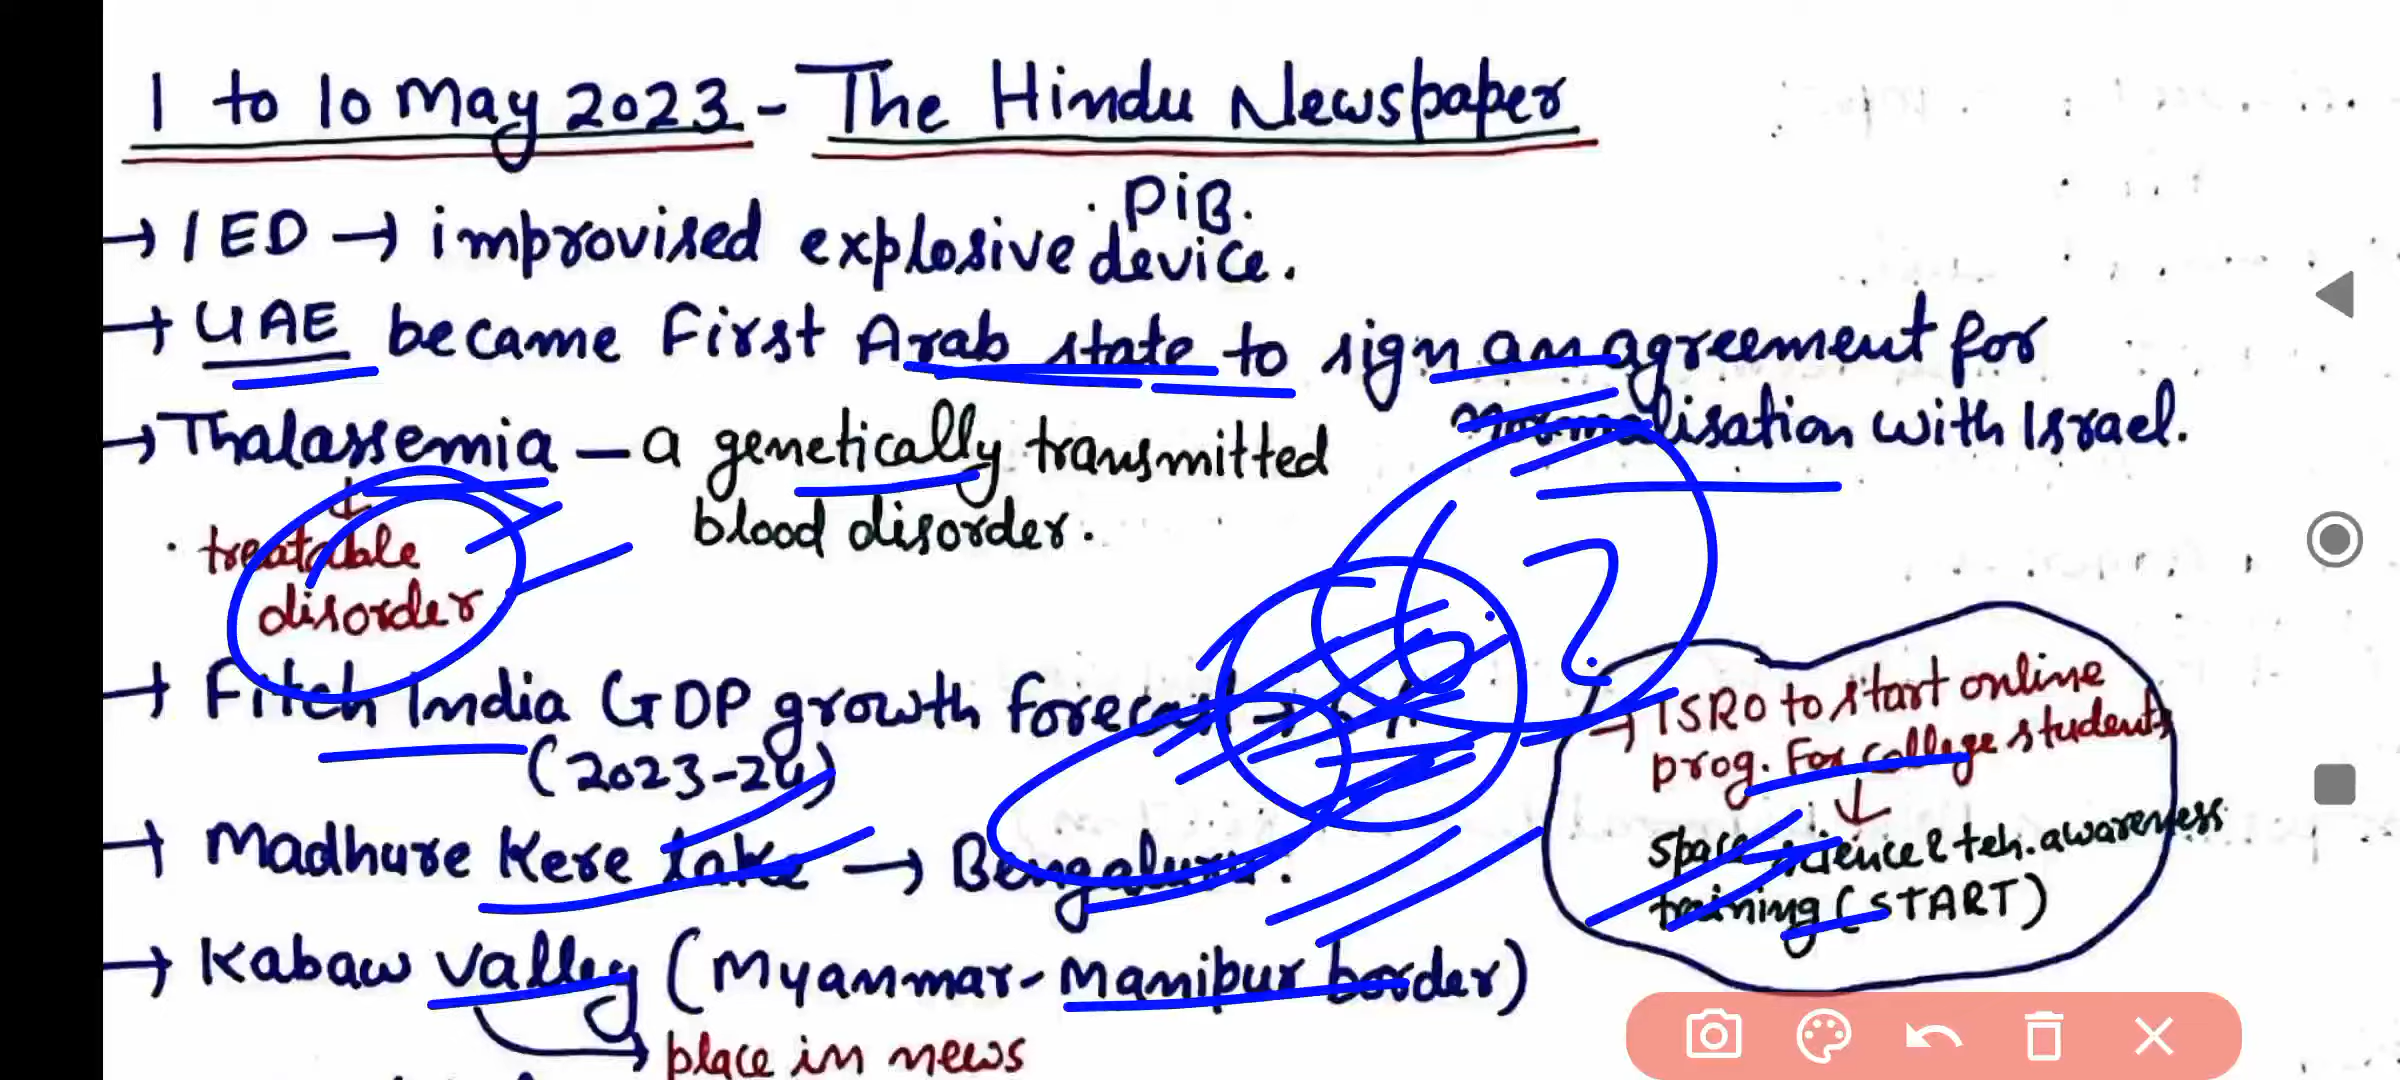 1 to 10 May 2023 - The Hindu Newspaper
PiB.
→ IED → improvised explosive device.
→ UAE became First Arab state to sign an agreement for
normalisation with Israel.
→ Thalassemia – a genetically transmitted
blood disorder.
↓
• treatable
disorder
→ Fitch India GDP growth forecast →
(2023-24)
6 ?
→ ISRO to start online
prog. For college students
↓
Space science & teh. awareness
training (START)
→ Madhure Kere lake → Bengaluru.
→ Kabaw valley (Myanmar- Manipur border)
place in news